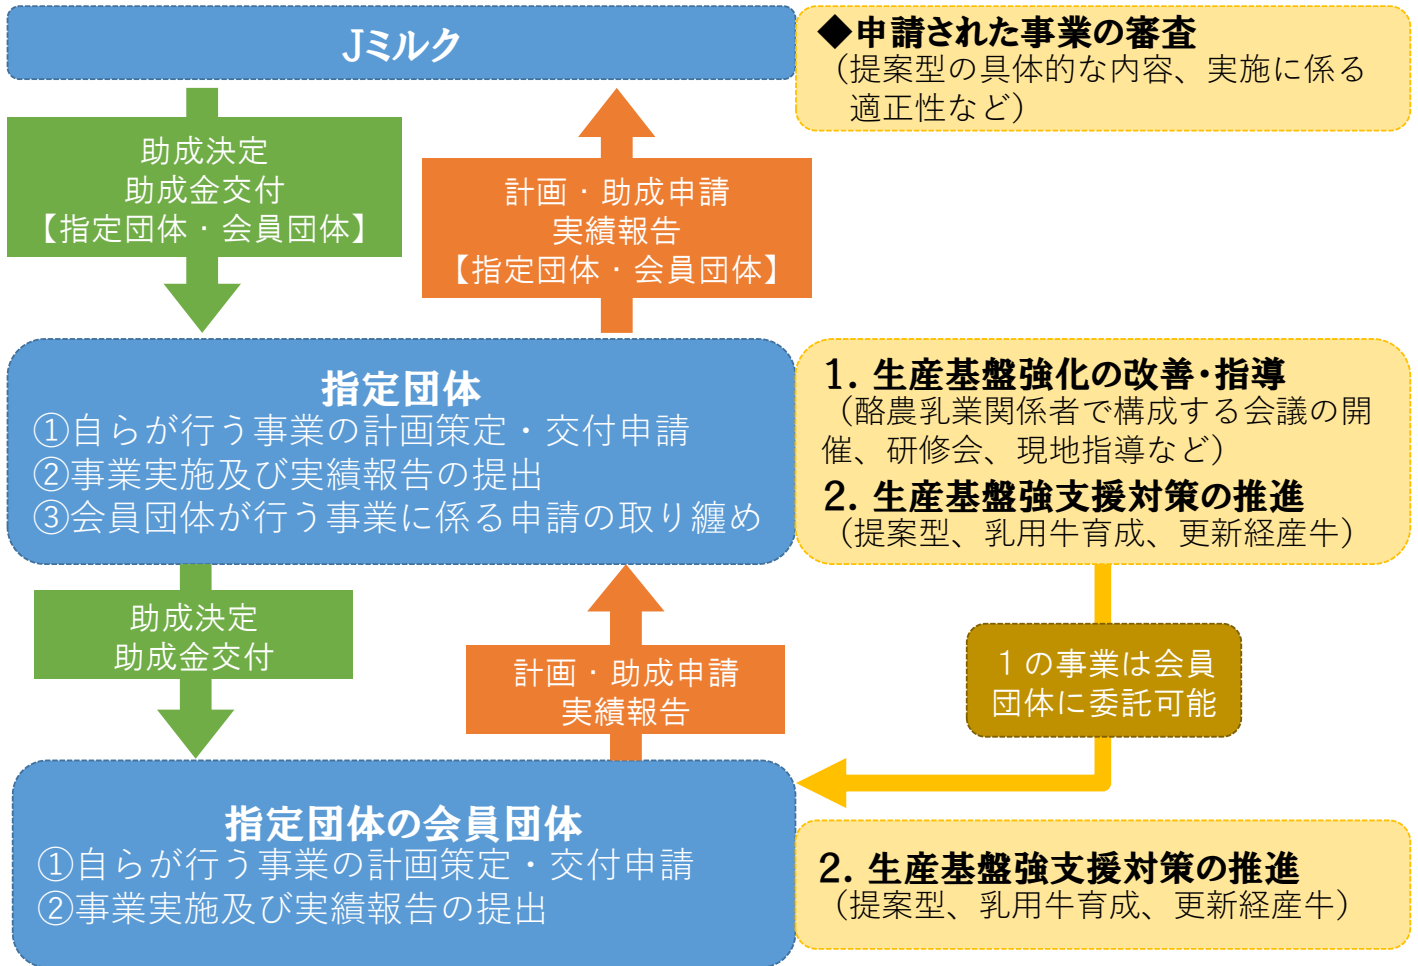 Jミルク
◆申請された事業の審査
（提案型の具体的な内容、実施に係る
適正性など）
助成決定
助成金交付
【指定団体・会員団体】
計画・助成申請
実績報告
【指定団体・会員団体】
指定団体
①自らが行う事業の計画策定・交付申請
②事業実施及び実績報告の提出
③会員団体が行う事業に係る申請の取り纏め
1. 生産基盤強化の改善・指導
（酪農乳業関係者で構成する会議の開
催、研修会、現地指導など）
2. 生産基盤強支援対策の推進
（提案型、乳用牛育成、更新経産牛）
助成決定
助成金交付
計画・助成申請
実績報告
１の事業は会員
団体に委託可能
指定団体の会員団体
①自らが行う事業の計画策定・交付申請
②事業実施及び実績報告の提出
2. 生産基盤強支援対策の推進
（提案型、乳用牛育成、更新経産牛）